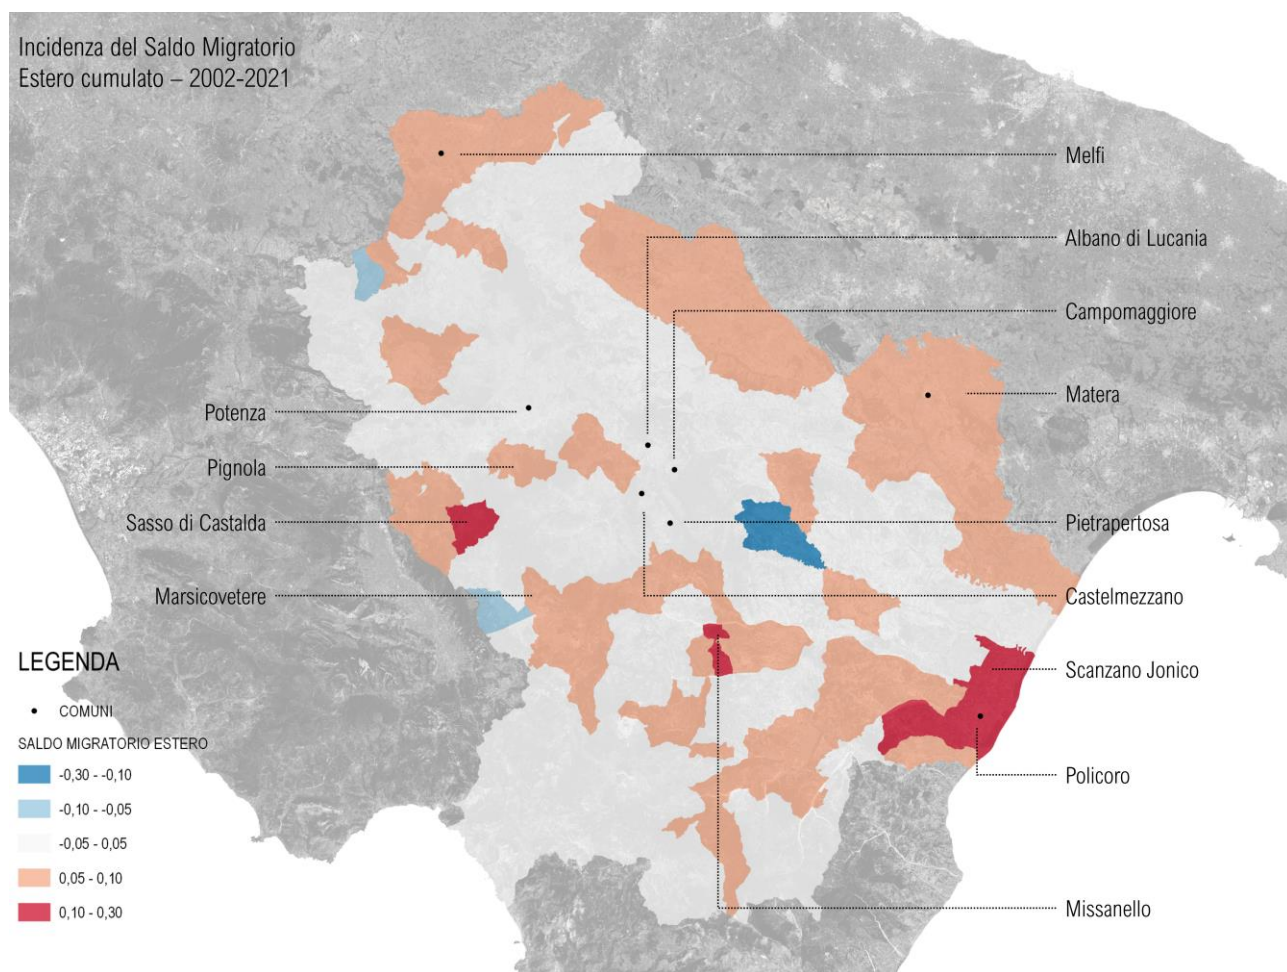 Incidenza del Saldo Migratorio
Estero cumulato – 2002-2021
Melfi
Albano di Lucania
Campomaggiore
Matera
Potenza
Pignola
Sasso di Castalda
Pietrapertosa
Marsicovetere
Castelmezzano
Scanzano Jonico
Policoro
Missanello
LEGENDA
COMUNI
SALDO MIGRATORIO ESTERO
-0,30 - -0,10
-0,10 - -0,05
-0,05 - 0,05
0,05 - 0,10
0,10 - 0,30